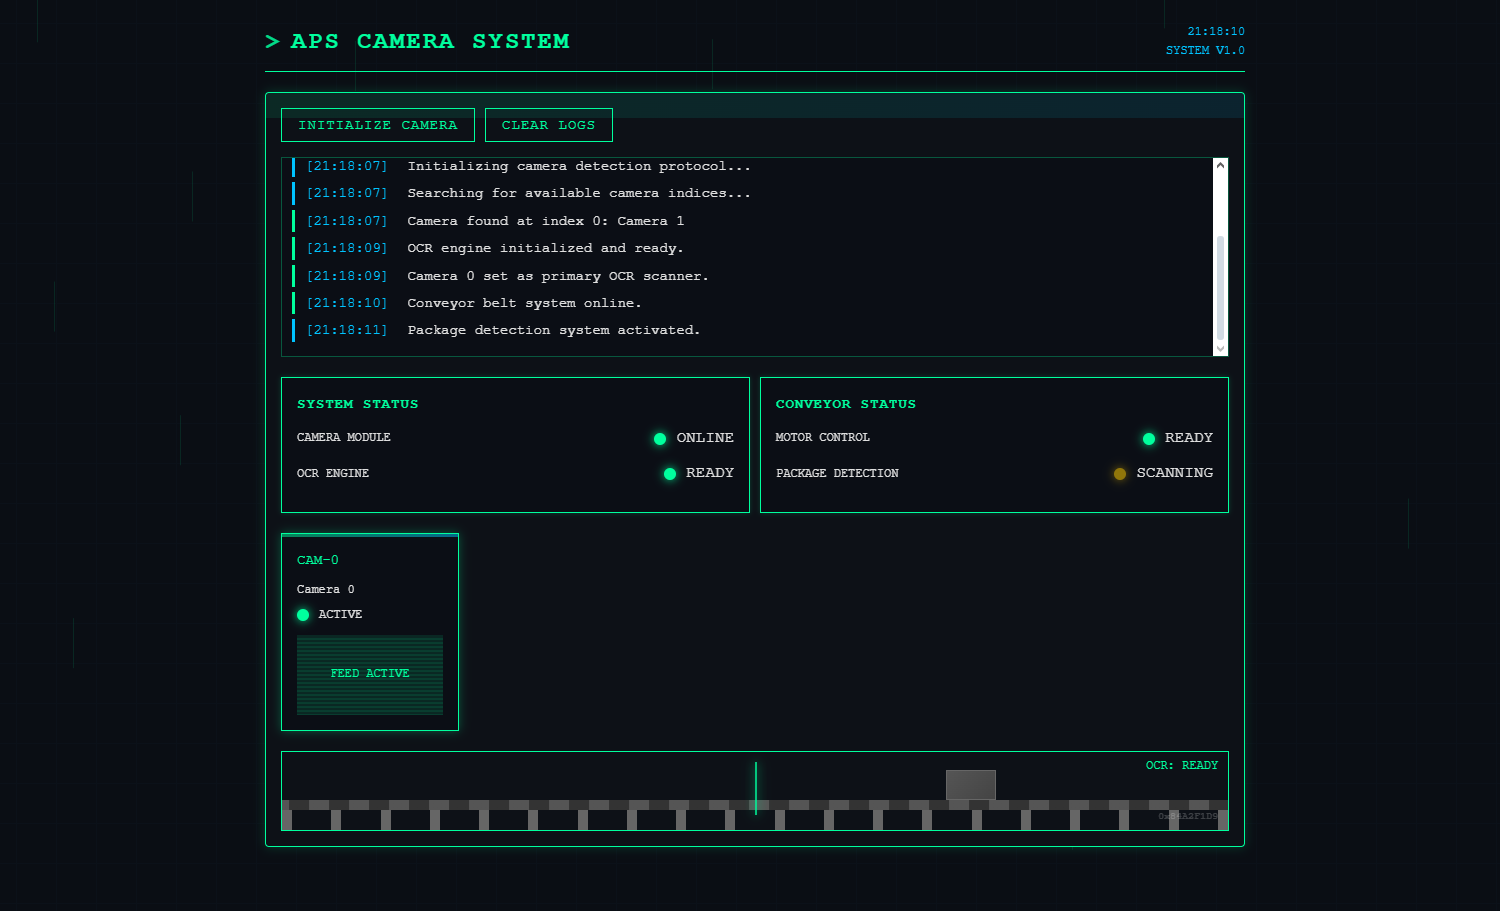 > APS CAMERA SYSTEM
21:18:10
SYSTEM V1.0
INITIALIZE CAMERA
CLEAR LOGS
[21:18:07] Initializing camera detection protocol...
[21:18:07] Searching for available camera indices...
[21:18:07] Camera found at index 0: Camera 1
[21:18:09] OCR engine initialized and ready.
[21:18:09] Camera 0 set as primary OCR scanner.
[21:18:10] Conveyor belt system online.
[21:18:11] Package detection system activated.
SYSTEM STATUS
CAMERA MODULE
ONLINE
OCR ENGINE
READY
CONVEYOR STATUS
MOTOR CONTROL
READY
PACKAGE DETECTION
SCANNING
CAM-0
Camera 0
ACTIVE
FEED ACTIVE
OCR: READY